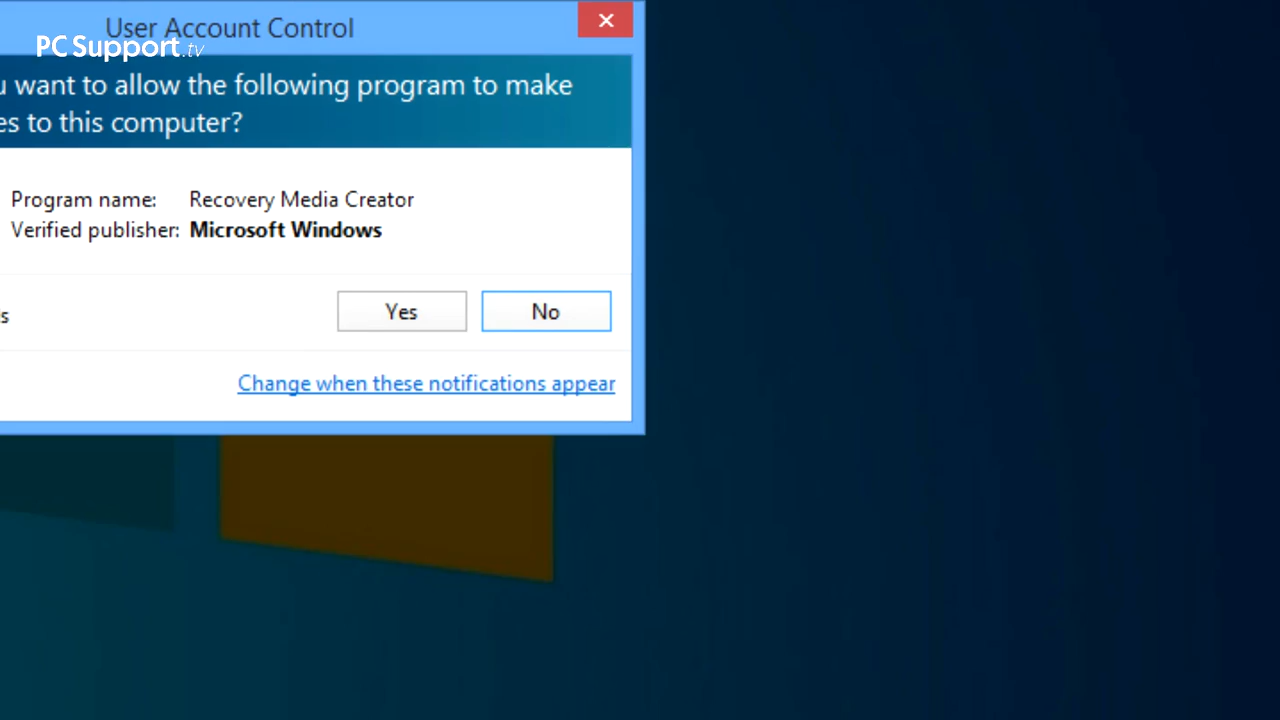 User Account Control
PC Support.tv
want to allow the following program to make
to this computer?
Program name: Recovery Media Creator
Verified publisher: Microsoft Windows
Yes No
Change when these notifications appear